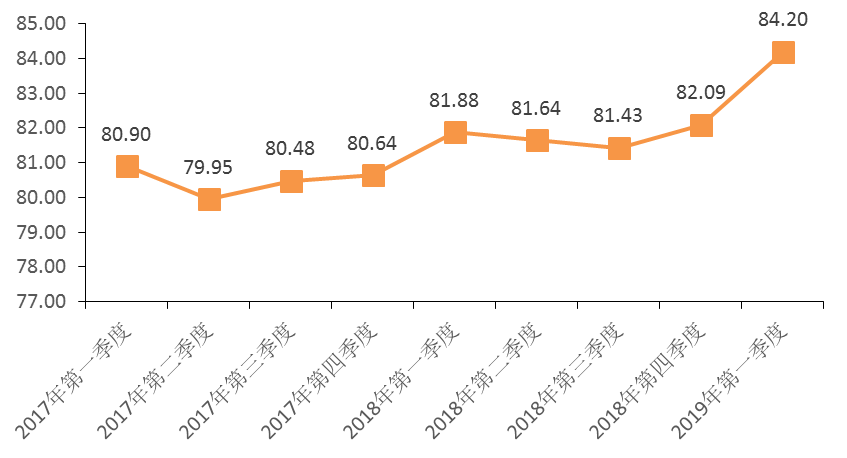 85.00
84.00
83.00
82.00
81.00
80.00
79.00
78.00
77.00
80.90
79.95
80.48
80.64
81.88
81.64
81.43
82.09
84.20
2017年第一季度
2017年第二季度
2017年第三季度
2017年第四季度
2018年第一季度
2018年第二季度
2018年第三季度
2018年第四季度
2019年第一季度